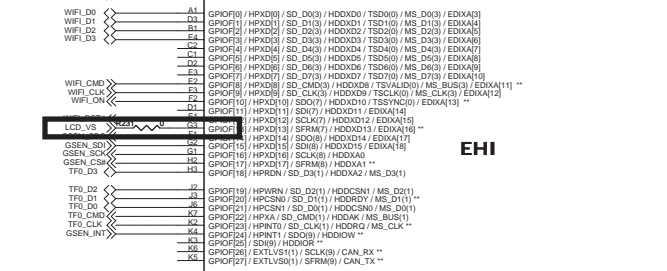 WIFI_D0 A1 GPIOF[0] / HPXD[0] / SD_D0(3) / HDDXD0 / TSD0(0) / MS_D0(3) / EDIXA[3]
WIFI_D1 D3 GPIOF[1] / HPXD[1] / SD_D1(3) / HDDXD1 / TSD1(0) / MS_D1(3) / EDIXA[4]
WIFI_D2 B1 GPIOF[2] / HPXD[2] / SD_D2(3) / HDDXD2 / TSD2(0) / MS_D2(3) / EDIXA[5]
WIFI_D3 E4 GPIOF[3] / HPXD[3] / SD_D3(3) / HDDXD3 / TSD3(0) / MS_D3(3) / EDIXA[6]
C2 GPIOF[4] / HPXD[4] / SD_D4(3) / HDDXD4 / TSD4(0) / MS_D4(3) / EDIXA[7]
C1 GPIOF[5] / HPXD[5] / SD_D5(3) / HDDXD5 / TSD5(0) / MS_D5(3) / EDIXA[8]
D2 GPIOF[6] / HPXD[6] / SD_D6(3) / HDDXD6 / TSD6(0) / MS_D6(3) / EDIXA[9]
E3 GPIOF[7] / HPXD[7] / SD_D7(3) / HDDXD7 / TSD7(0) / MS_D7(3) / EDIXA[10]
WIFI_CMD E2 GPIOF[8] / HPXD[8] / SD_CMD(3) / HDDXD8 / TSVALID(0) / MS_BUS(3) / EDIXA[11] **
WIFI_CLK F3 GPIOF[9] / HPXD[9] / SD_CLK(3) / HDDXD9 / TSCLK(0) / MS_CLK(3) / EDIXA[12]
WIFI_ON F2 GPIOF[10] / HPXD[10] / SDO(7) / HDDXD10 / TSSYNC(0) / EDIXA[13] **
D1 GPIOF[11] / HPXD[11] / SDI(7) / HDDXD11 / EDIXA[14]
GPIOF[12] / HPXD[12] / SCLK(7) / HDDXD12 / EDIXA[15]
LCD_VS R231 0 G3 / HPXD[13] / SFRM(7) / HDDXD13 / EDIXA[16] **
/ HPXD[14] / SDO(8) / HDDXD14 / EDIXA[17]
GSEN_SDI G2 GPIOF[15] / HPXD[15] / SDI(8) / HDDXD15 / EDIXA[18]
GSEN_SCK G1 GPIOF[16] / HPXD[16] / SCLK(8) / HDDXA0
GSEN_CS# H2 GPIOF[17] / HPXD[17] / SFRM(8) / HDDXA1 **
TF0_D3 H3 GPIOF[18] / HPRDN / SD_D3(1) / HDDXA2 / MS_D3(1)
EHI
TF0_D2 J2 GPIOF[19] / HPWRN / SD_D2(1) / HDDCSN1 / MS_D2(1)
TF0_D1 J3 GPIOF[20] / HPCSN0 / SD_D1(1) / HDDRDY / MS_D1(1) **
TF0_D0 J6 GPIOF[21] / HPCSN1 / SD_D0(1) / HDDCSN0 / MS_D0(1)
TF0_CMD K7 GPIOF[22] / HPXA / SD_CMD(1) / HDDAK / MS_BUS(1)
TF0_CLK K2 GPIOF[23] / HPINT0 / SD_CLK(1) / HDDRQ / MS_CLK **
GSEN_INT K4 GPIOF[24] / HPINT1 / SDO(9) / HDDIOW **
K3 GPIOF[25] / SDI(9) / HDDIOR **
K6 GPIOF[26] / EXTLVS1(1) / SCLK(9) / CAN_RX **
K5 GPIOF[27] / EXTLVS0(1) / SFRM(9) / CAN_TX **